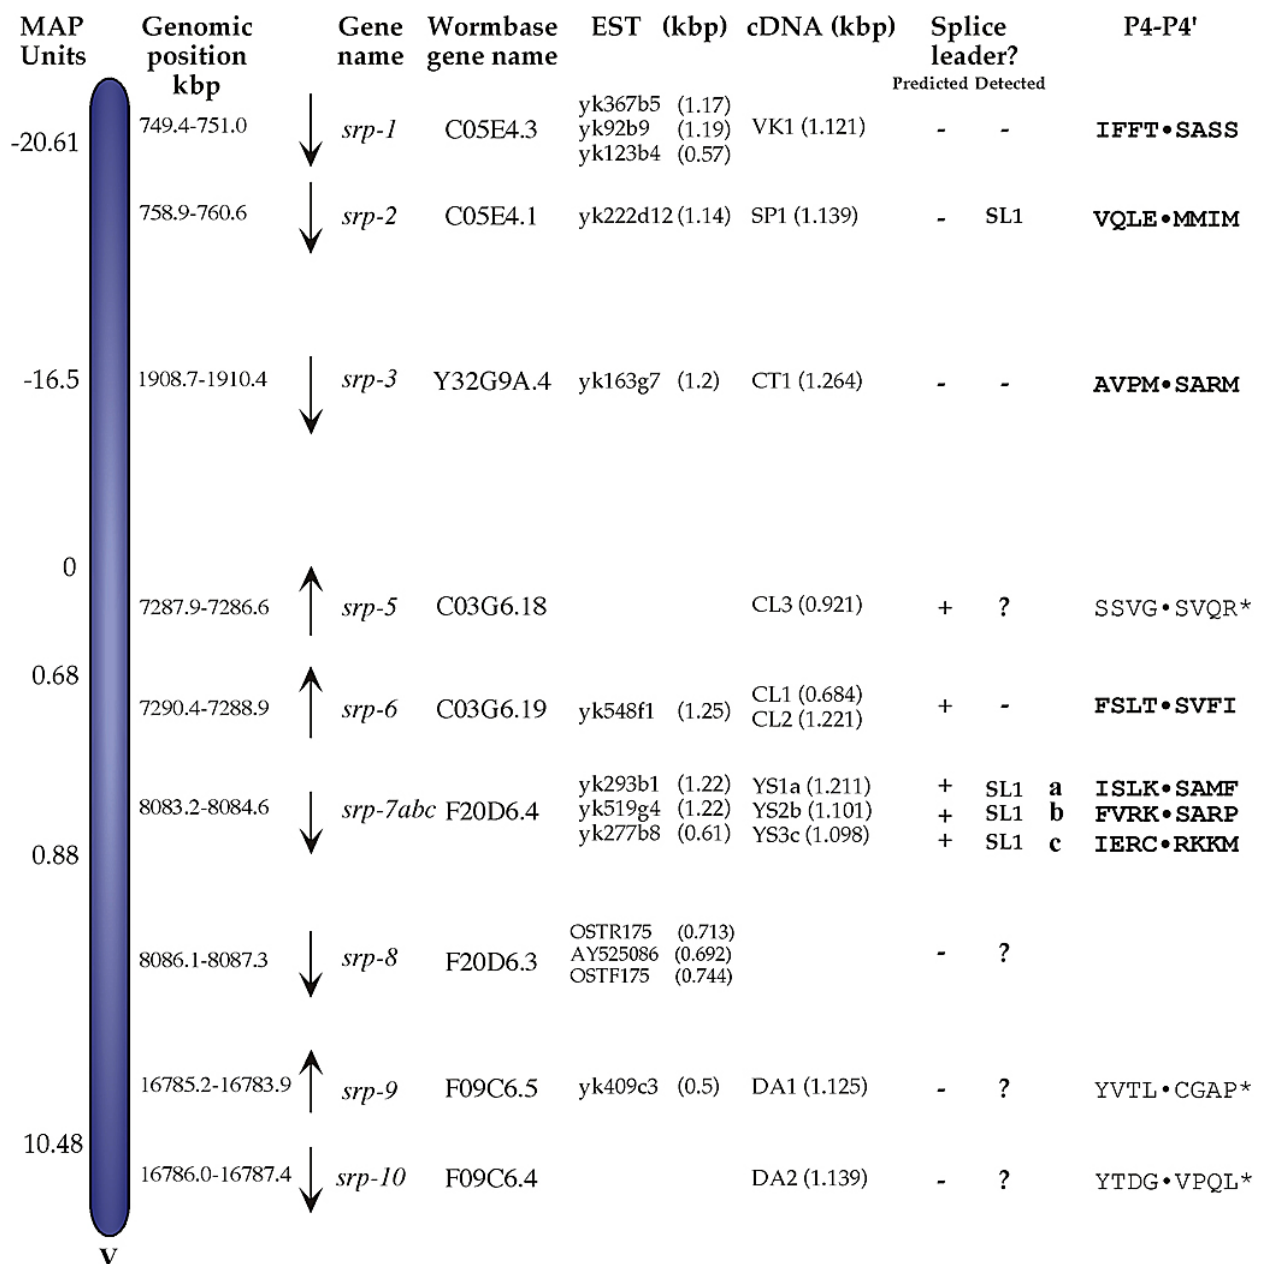 MAP Units Genomic position kbp Gene name Wormbase gene name EST (kbp) cDNA (kbp) Splice leader? P4-P4'
Predicted Detected
yk367b5 (1.17)
-20.61 749.4-751.0 srp-1 C05E4.3 yk92b9 (1.19) VK1 (1.121) - - IFFT•SASS
yk123b4 (0.57)
758.9-760.6 srp-2 C05E4.1 yk222d12 (1.14) SP1 (1.139) - SL1 VQLE•MMIM
-16.5 1908.7-1910.4 srp-3 Y32G9A.4 yk163g7 (1.2) CT1 (1.264) - - AVPM•SARM
0
7287.9-7286.6 srp-5 C03G6.18 CL3 (0.921) + ? SSVG•SVQR*
0.68
CL1 (0.684)
7290.4-7288.9 srp-6 C03G6.19 yk548f1 (1.25) + - FSLT•SVFI
CL2 (1.221)
yk293b1 (1.22) YS1a (1.211) + SL1 a ISLK•SAMF
8083.2-8084.6 srp-7abc F20D6.4 yk519g4 (1.22) YS2b (1.101) + SL1 b FVRK•SARP
yk277b8 (0.61) YS3c (1.098) + SL1 c IERC•RKKM
0.88
OSTR175 (0.713)
8086.1-8087.3 srp-8 F20D6.3 AY525086 (0.692) - ?
OSTF175 (0.744)
16785.2-16783.9 srp-9 F09C6.5 yk409c3 (0.5) DA1 (1.125) - ? YVTL•CGAP*
10.48
16786.0-16787.4 srp-10 F09C6.4 DA2 (1.139) - ? YTDG•VPQL*
V